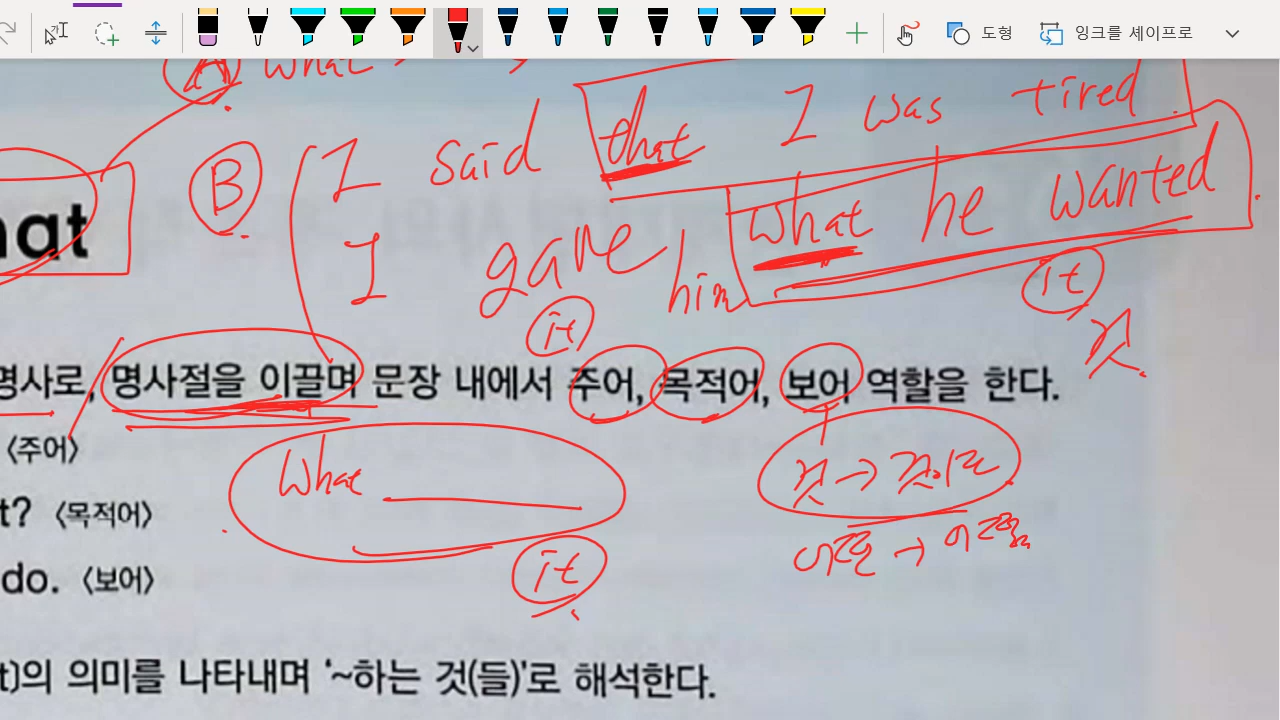 도형 잉크를 셰이프로
A what
B I said that I was tired.
I gave him what he wanted.
it it 것
hat
명사로, 명사절을 이끌며 문장 내에서 주어, 목적어, 보어 역할을 한다.
〈주어〉
What 것 →
t? 〈목적어〉
it →
do. 〈보어〉
t)의 의미를 나타내며 '~하는 것(들)'로 해석한다.